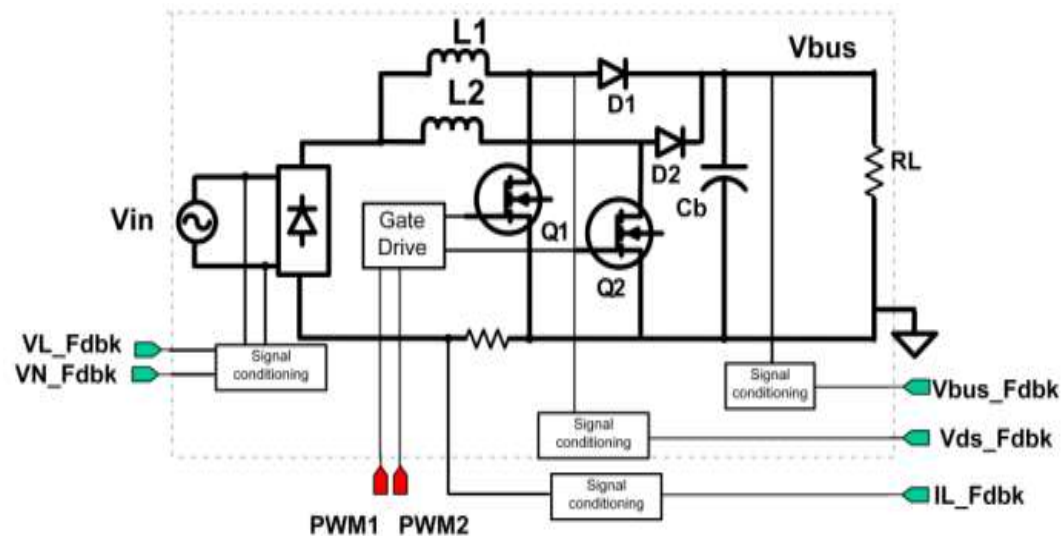 L1
Vbus
D1
L2
D2
RL
Cb
Vin
Gate
Drive
Q1
Q2
VL_Fdbk
VN_Fdbk
Signal
conditioning
Signal
conditioning
Vbus_Fdbk
Signal
conditioning
Vds_Fdbk
Signal
conditioning
IL_Fdbk
PWM1 PWM2